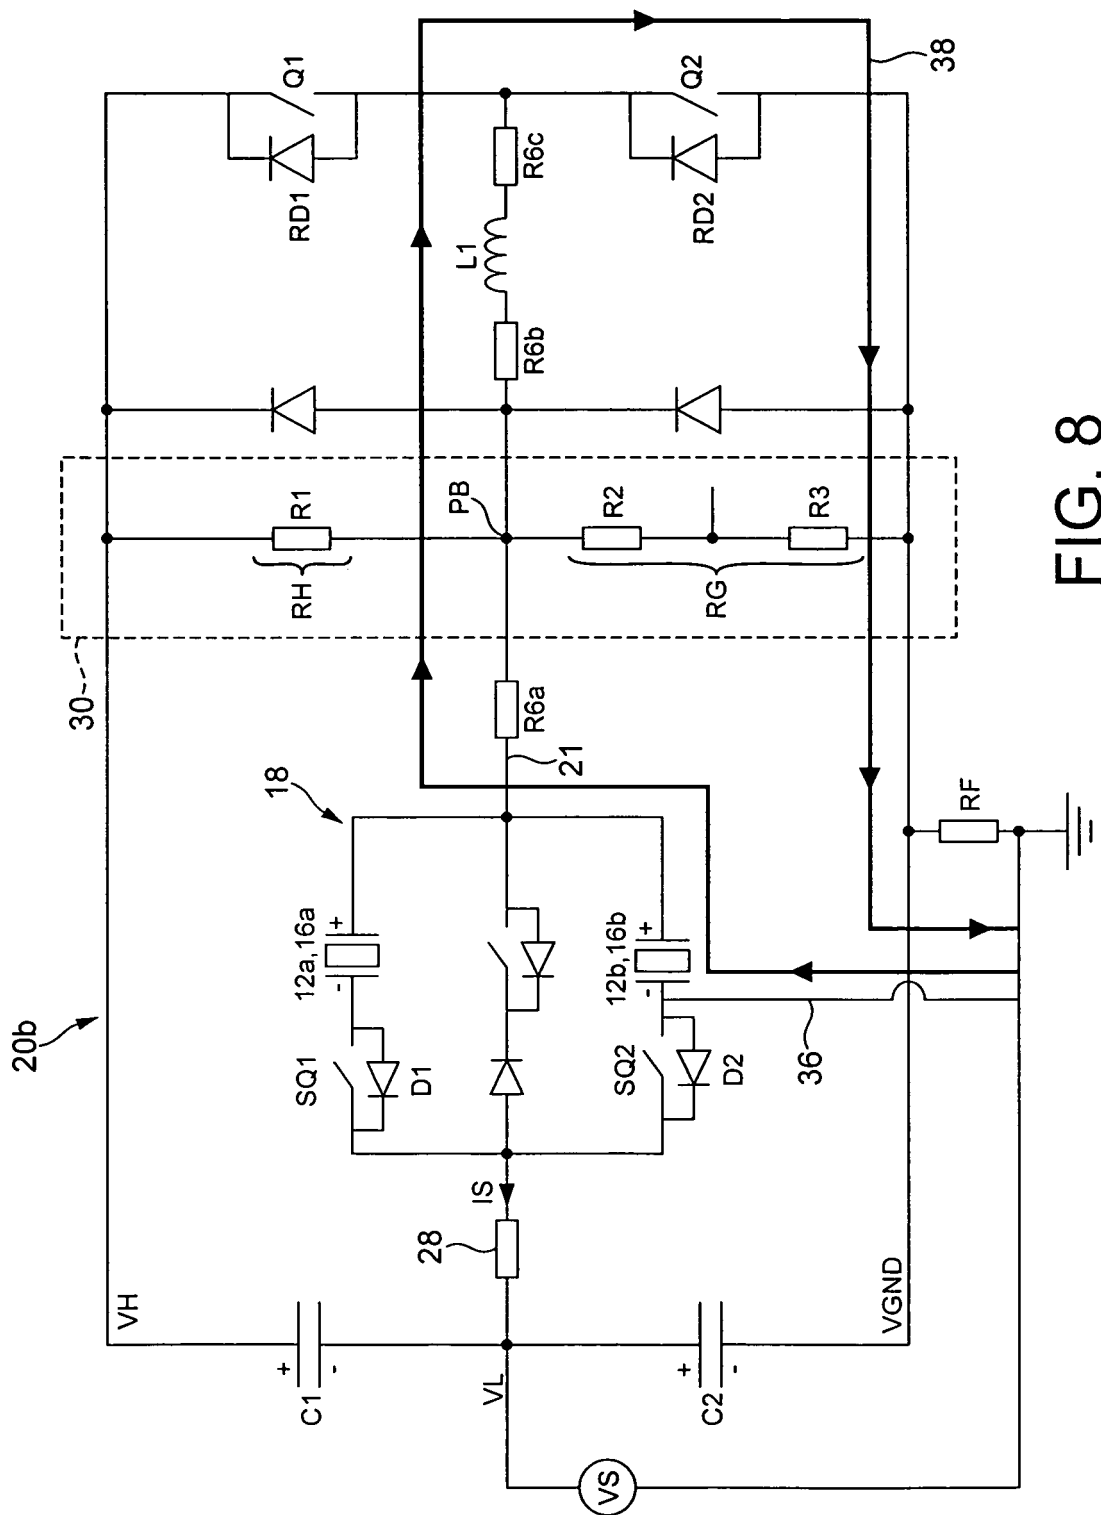 20b
VH
C1
+
-
VL
VS
C2
+
-
VGND
28
IS
SQ1
D1
12a,16a
-
+
18
SQ2
D2
12b,16b
-
+
36
21
R6a
RF
30
RH
R1
PB
R2
RG
R3
R6b
L1
R6c
RD1
Q1
RD2
Q2
38
FIG. 8